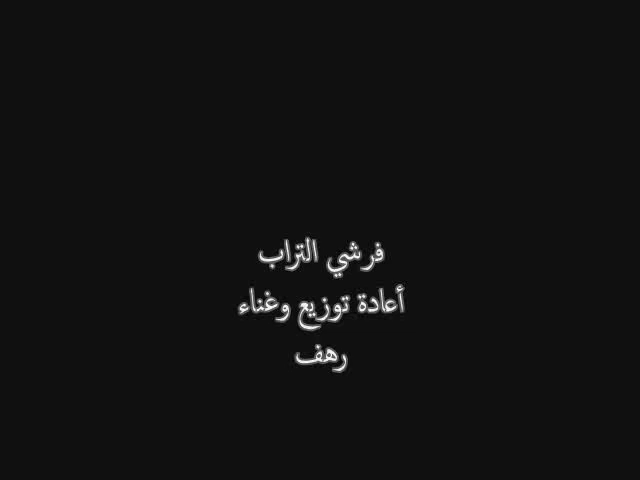 فرشي التراب
أعادة توزيع وغناء
رهف